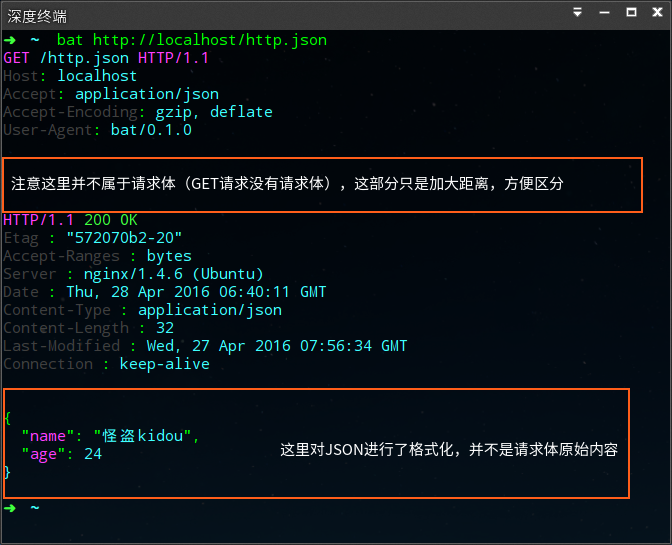 深度终端
➜  ~  bat http://localhost/http.json
GET /http.json HTTP/1.1
Host: localhost
Accept: application/json
Accept-Encoding: gzip, deflate
User-Agent: bat/0.1.0
注意这里并不属于请求体（GET请求没有请求体），这部分只是加大距离，方便区分
HTTP/1.1 200 OK
Etag : "572070b2-20"
Accept-Ranges : bytes
Server : nginx/1.4.6 (Ubuntu)
Date : Thu, 28 Apr 2016 06:40:11 GMT
Content-Type : application/json
Content-Length : 32
Last-Modified : Wed, 27 Apr 2016 07:56:34 GMT
Connection : keep-alive
{
"name": "怪盗kidou",
"age": 24
这里对JSON进行了格式化，并不是请求体原始内容
}
➜  ~